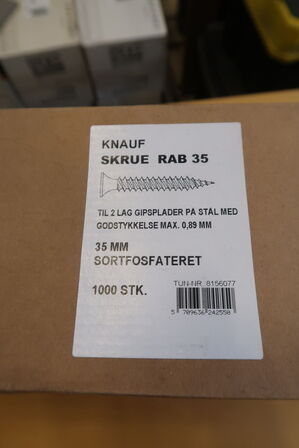 KNAUF
SKRUE RAB 35
TIL 2 LAG GIPSPLADER PÅ STÅL MED
GODSTYKKELSE MAX. 0,89 MM
35 MM
SORTFOSFATERET
1000 STK.
TUN-NR. 8156077
5 709636 242558